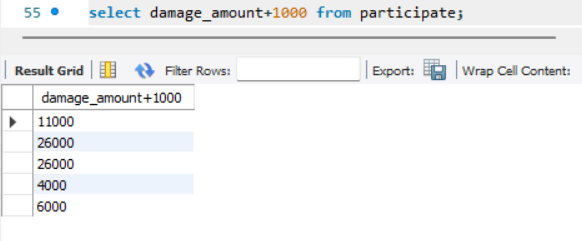 55 select damage_amount+1000 from participate;
Result Grid Filter Rows: Export: Wrap Cell Content:
damage_amount+1000
11000
26000
26000
4000
6000